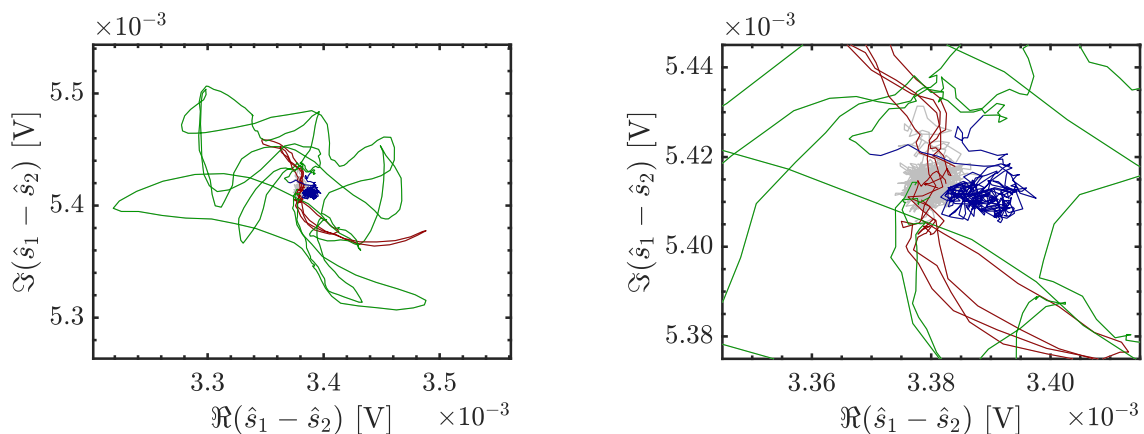 ×10⁻³
5.5
5.4
5.3
ℑ(ŝ₁ − ŝ₂) [V]
3.3 3.4 3.5
ℜ(ŝ₁ − ŝ₂) [V] ×10⁻³
×10⁻³
5.44
5.42
5.40
5.38
ℑ(ŝ₁ − ŝ₂) [V]
3.36 3.38 3.40
ℜ(ŝ₁ − ŝ₂) [V] ×10⁻³